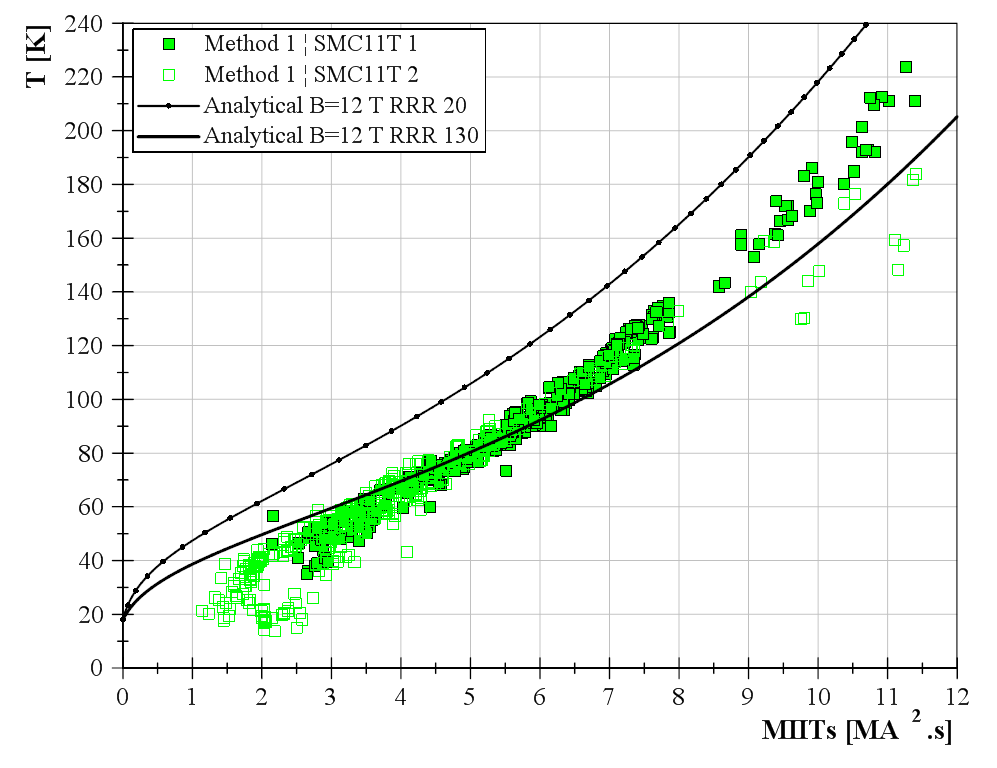 T [K]
240
220
200
180
160
140
120
100
80
60
40
20
0
Method 1 ¦ SMC11T 1
Method 1 ¦ SMC11T 2
Analytical B=12 T RRR 20
Analytical B=12 T RRR 130
0 1 2 3 4 5 6 7 8 9 10 11 12
MIITs [MA ² .s]